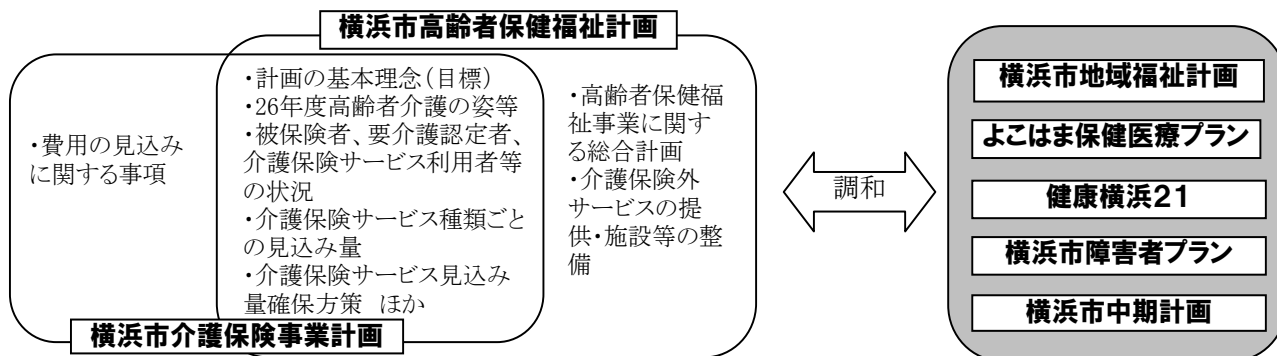 横浜市高齢者保健福祉計画
・費用の見込み
に関する事項
・計画の基本理念(目標)
・26年度高齢者介護の姿等
・被保険者、要介護認定者、
介護保険サービス利用者等
の状況
・介護保険サービス種類ごと
の見込み量
・介護保険サービス見込み
量確保方策　ほか
・高齢者保健福
祉事業に関す
る総合計画
・介護保険外
サービスの提
供・施設等の整
備
横浜市介護保険事業計画
調和
横浜市地域福祉計画
よこはま保健医療プラン
健康横浜21
横浜市障害者プラン
横浜市中期計画